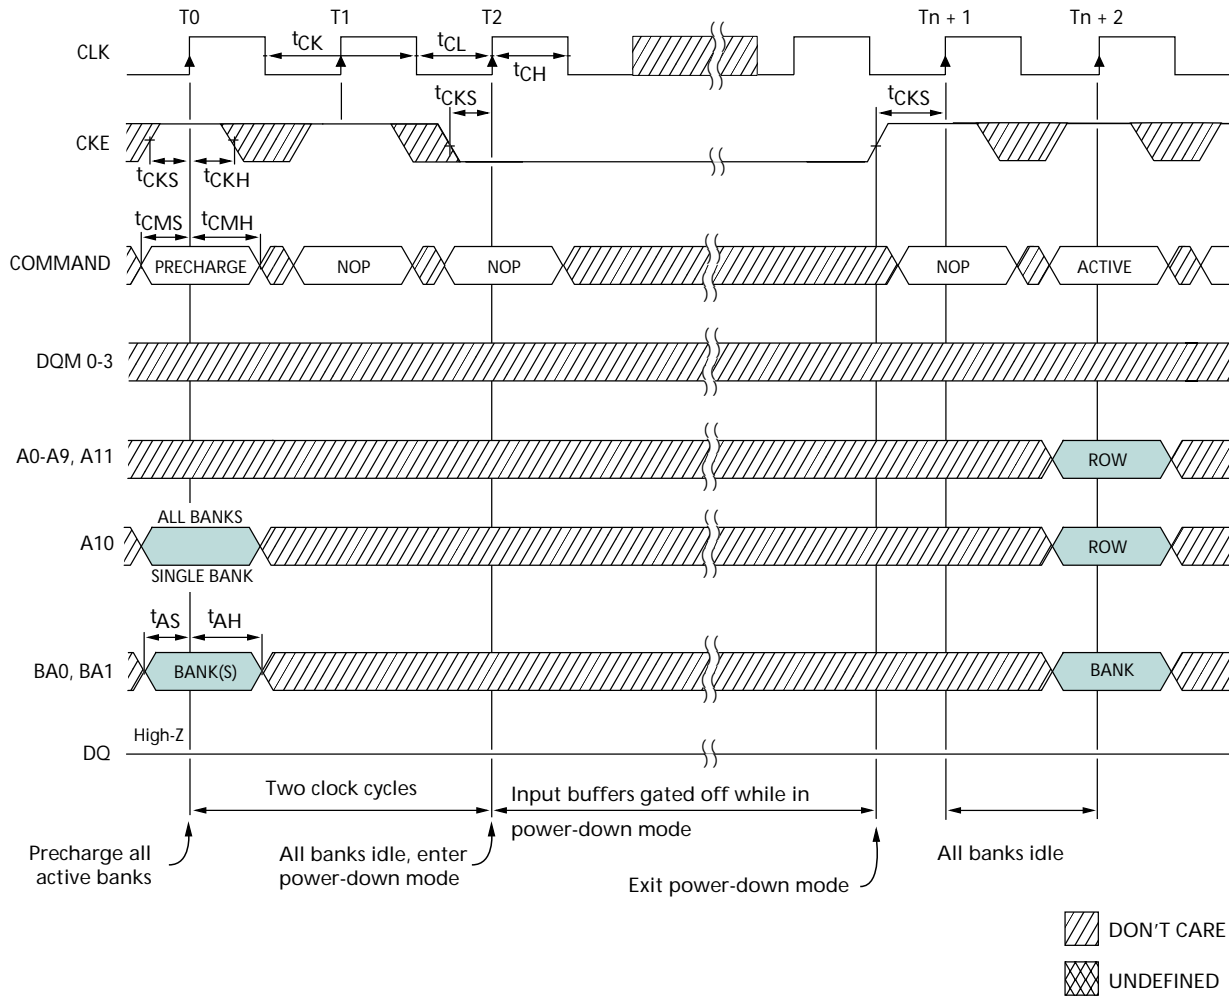 T0 T1 T2 Tn + 1 Tn + 2
CLK tCK tCL tCH
tCKS tCKS
CKE
tCKS tCKH
tCMS tCMH
COMMAND PRECHARGE NOP NOP NOP ACTIVE
DQM 0-3
A0-A9, A11 ROW
ALL BANKS
A10 ROW
SINGLE BANK
tAS tAH
BA0, BA1 BANK(S) BANK
High-Z
DQ
Two clock cycles
Input buffers gated off while in
power-down mode
Precharge all
active banks
All banks idle, enter
power-down mode
Exit power-down mode
All banks idle
DON'T CARE
UNDEFINED